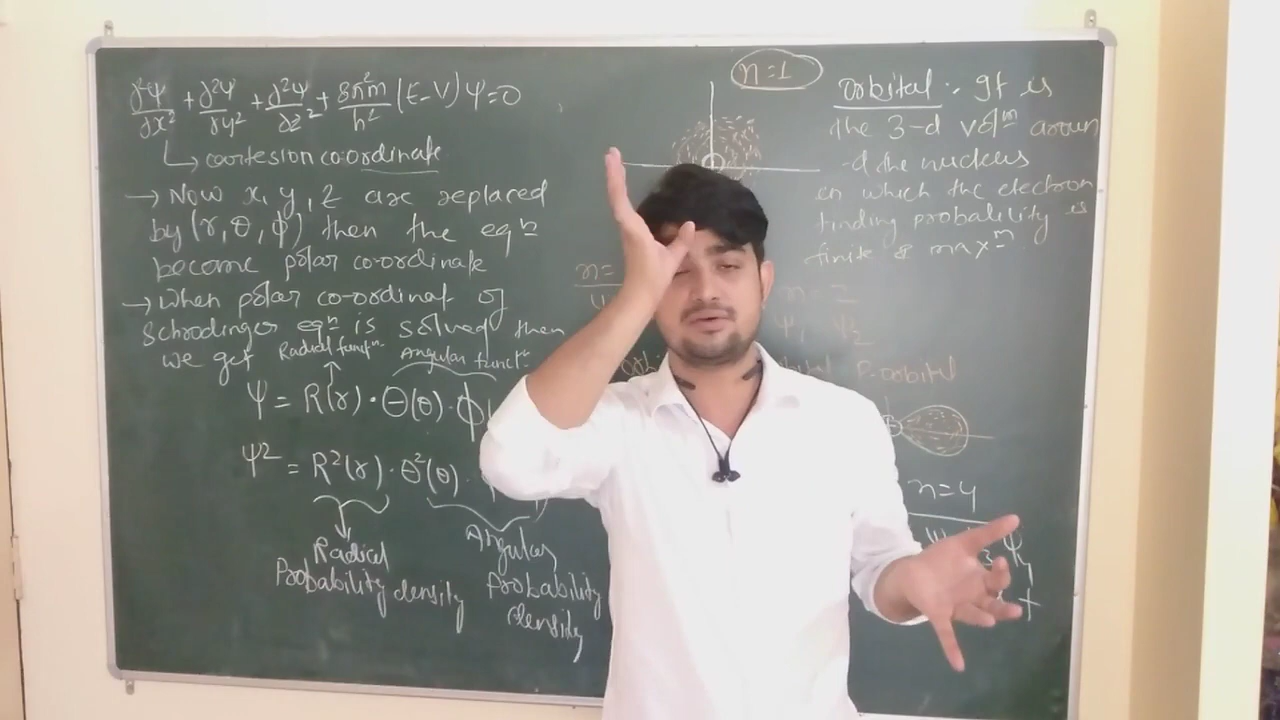 ∂²ψ/∂x² + ∂²ψ/∂y² + ∂²ψ/∂z² + 8π²m/h² (E-V) ψ = 0
↳ cartesion co-ordinate
→ Now x, y, z are replaced
by (r, θ, ϕ) then the eqn
become polar co-ordinate
→ When polar co-ordinat of
Schrodinger eqn is solved then
we get
Radial functn. Angular functn
ψ = R(r) · Θ(θ) · Φ
ψ² = R²(r) · Θ²(θ) ·
Radial
Probability density
Angular
Probability
density
n=1
orbital :- It is
the 3-d volm aroun
-d the nucleus
in which the electron
finding probability is
finite & maxm
n=
n=2
ψ1 ψ2
P-orbital
n=4
ψ4